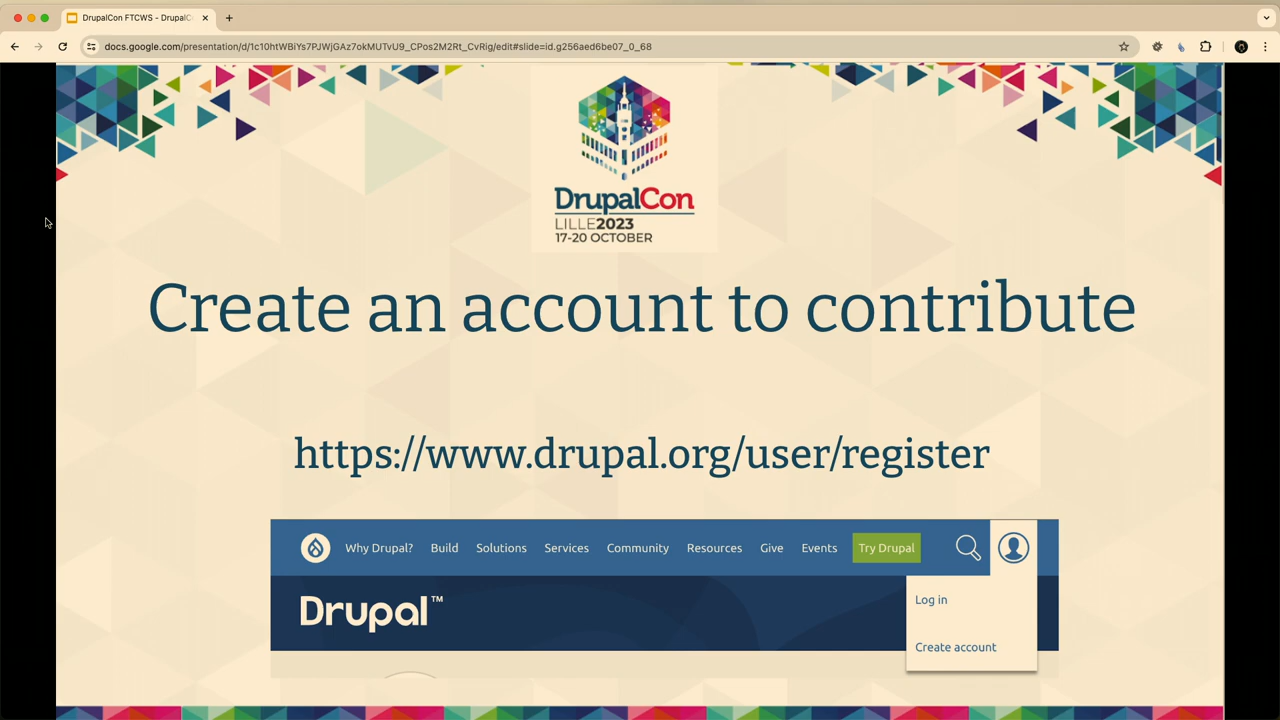 DrupalCon FTCWS - DrupalC
docs.google.com/presentation/d/1c10htWBiYs7PJWjGAz7okMUTvU9_CPos2M2Rt_CvRig/edit#slide=id.g256aed6be07_0_68
DrupalCon
LILLE2023
17-20 OCTOBER
Create an account to contribute
https://www.drupal.org/user/register
Why Drupal? Build Solutions Services Community Resources Give Events Try Drupal
Drupal™
Log in
Create account